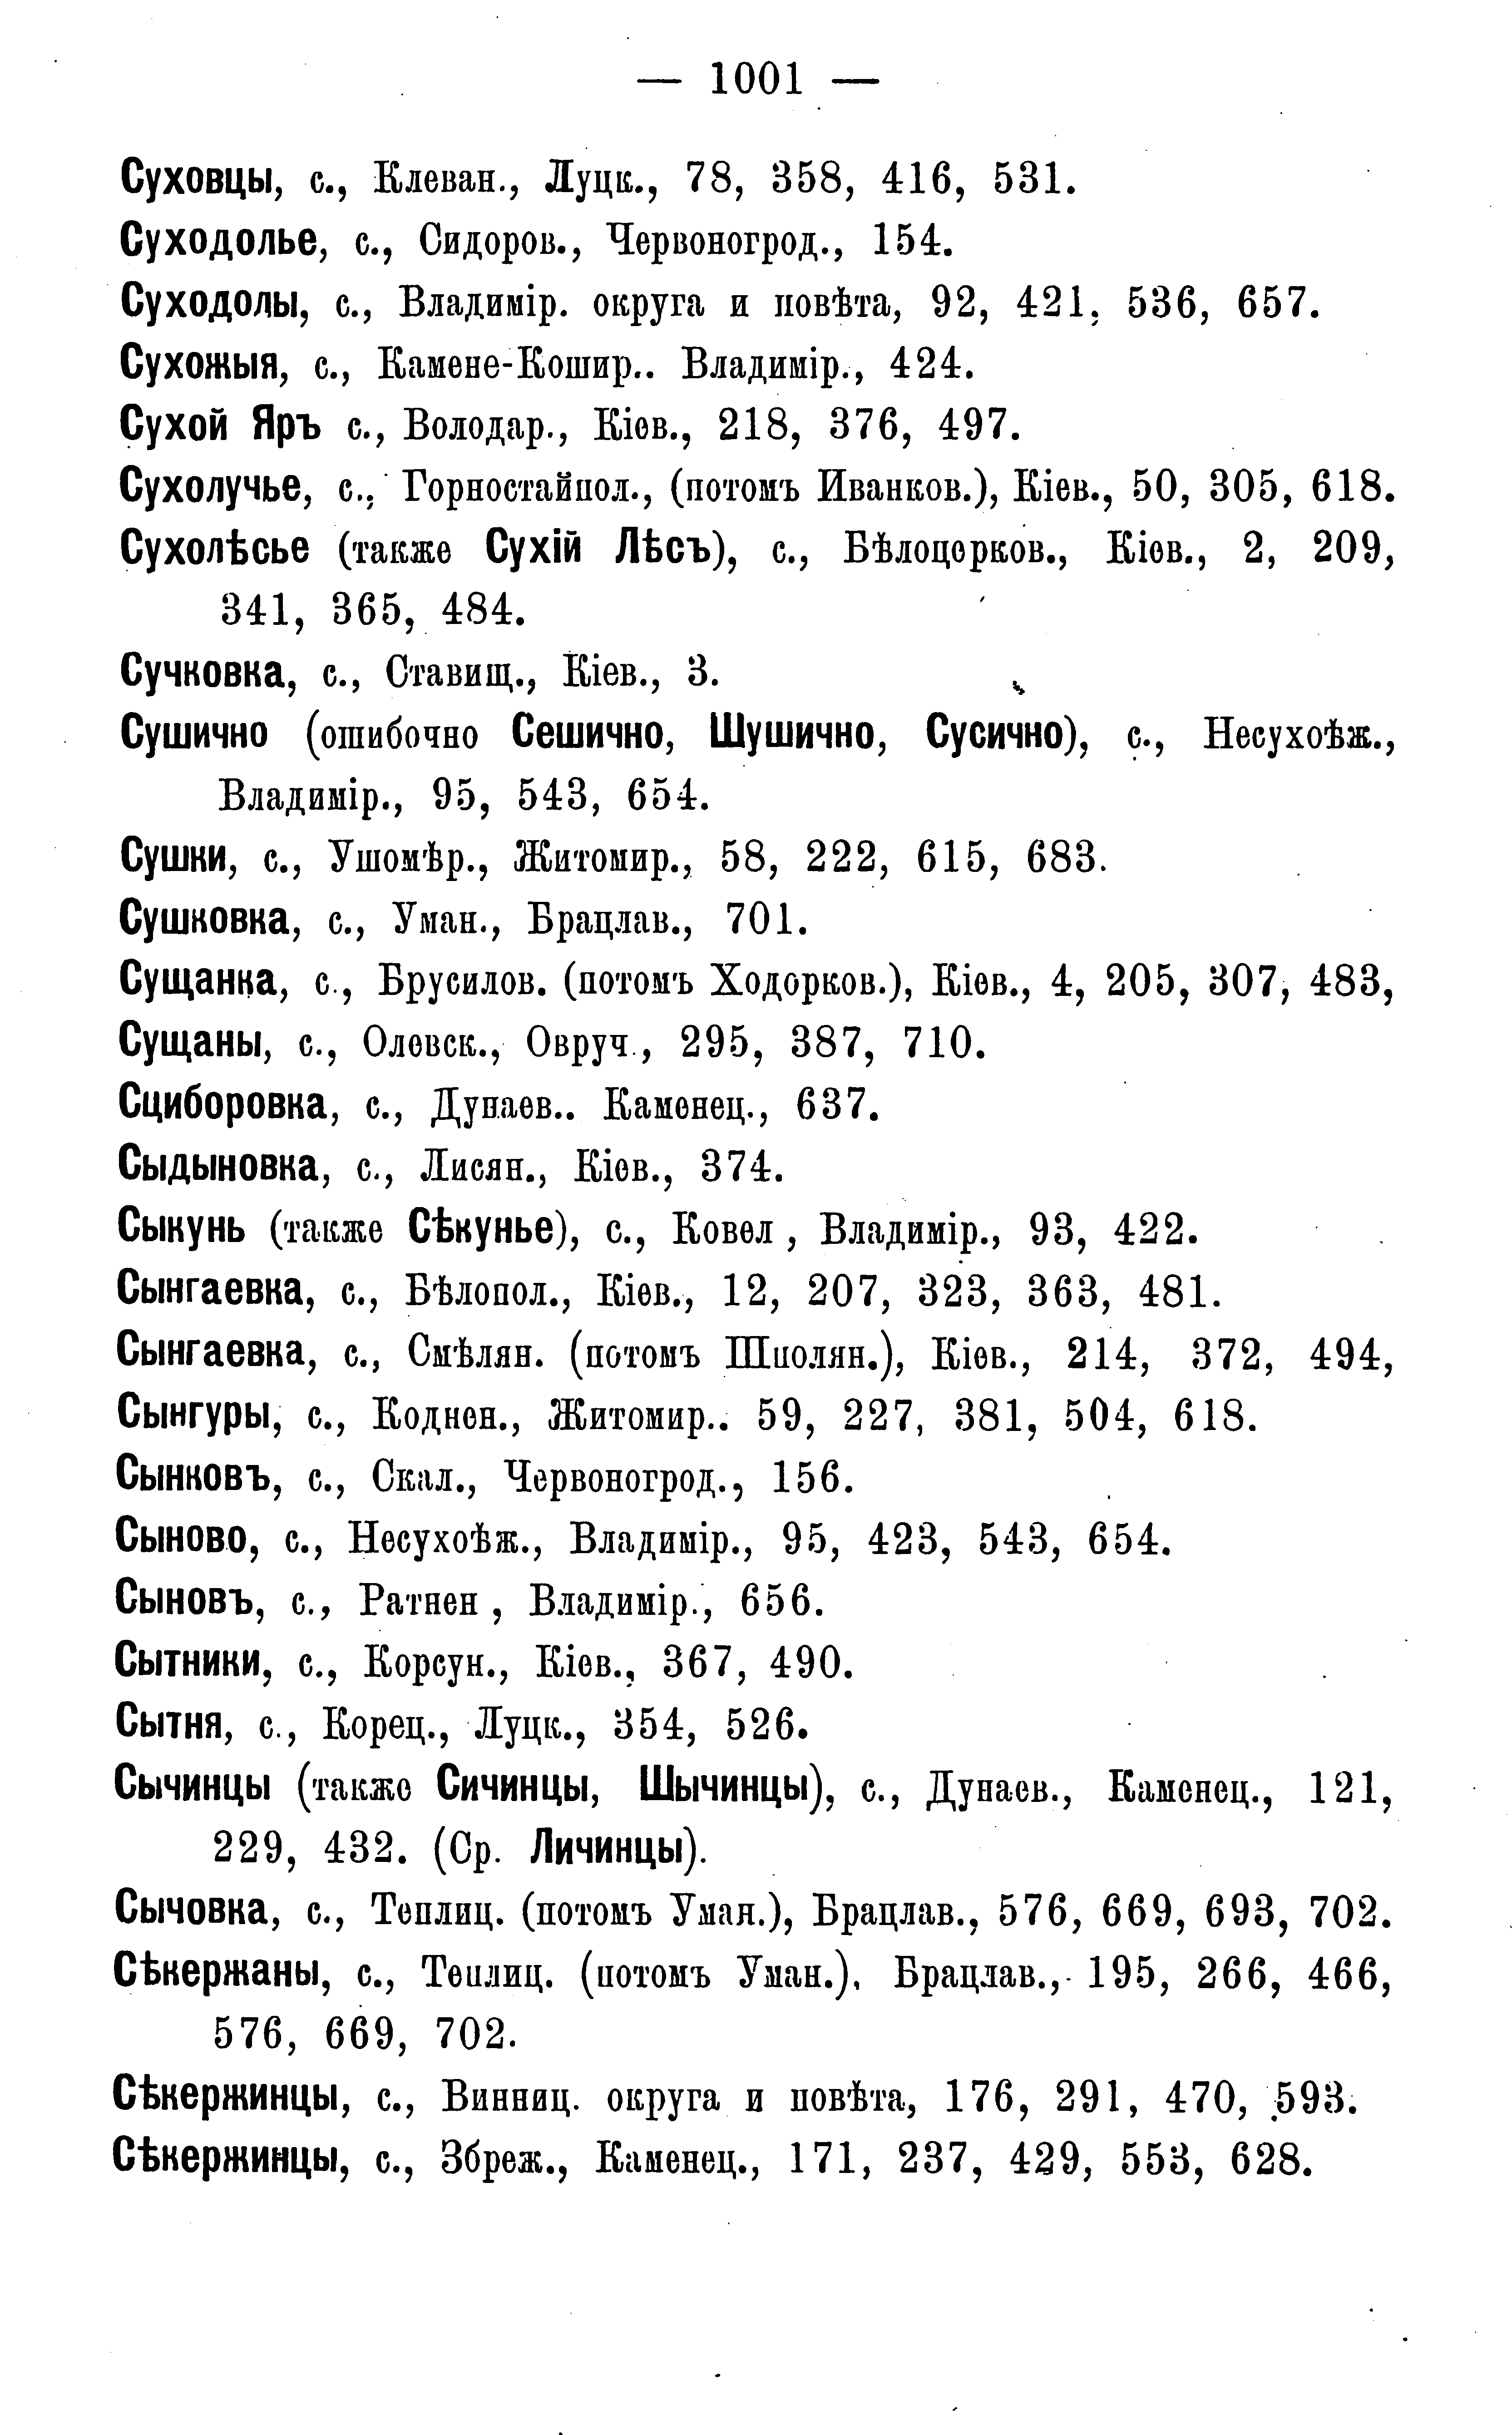 — 1001 —
Суховцы, с., Клеван., Луцк., 78, 358, 416, 531.
Суходолье, с., Сидоров., Червоногрод., 154.
Суходолы, с., Владимір. округа и повѣта, 92, 421, 536, 657.
Сухожыя, с., Камене-Кошир.. Владимір., 424.
Сухой Яръ с., Володар., Кіев., 218, 376, 497.
Сухолучье, с., Горностайпол., (потомъ Иванков.), Кіев., 50, 305, 618.
Сухолѣсье (также Сухій Лѣсъ), с., Бѣлоцерков., Кіев., 2, 209,
341, 365, 484.
Сучковка, с., Ставищ., Кіев., 3.
Сушично (ошибочно Сешично, Шушично, Сусично), с., Несухоѣж.,
Владимір., 95, 543, 654.
Сушки, с., Ушомѣр., Житомир., 58, 222, 615, 683.
Сушковка, с., Уман., Брацлав., 701.
Сущанка, с., Брусилов. (потомъ Ходорков.), Кіев., 4, 205, 307, 483,
Сущаны, с., Олевск., Овруч., 295, 387, 710.
Сциборовка, с., Дунаев.. Каменец., 637.
Сыдыновка, с., Лисян., Кіев., 374.
Сыкунь (также Сѣкунье), с., Ковел , Владимір., 93, 422.
Сынгаевка, с., Бѣлопол., Кіев., 12, 207, 323, 363, 481.
Сынгаевка, с., Смѣлян. (потомъ Шполян.), Кіев., 214, 372, 494,
Сынгуры, с., Коднен., Житомир.. 59, 227, 381, 504, 618.
Сынковъ, с., Скал., Червоногрод., 156.
Сыново, с., Несухоѣж., Владимір., 95, 423, 543, 654.
Сыновъ, с., Ратнен , Владимір., 656.
Сытники, с., Корсун., Кіев., 367, 490.
Сытня, с., Корец., Луцк., 354, 526.
Сычинцы (также Сичинцы, Шычинцы), с., Дунаев., Каменец., 121,
229, 432. (Ср. Личинцы).
Сычовка, с., Теплиц. (потомъ Уман.), Брацлав., 576, 669, 693, 702.
Сѣкержаны, с., Теплиц. (потомъ Уман.), Брацлав., 195, 266, 466,
576, 669, 702.
Сѣкержинцы, с., Винниц. округа и повѣта, 176, 291, 470, 593.
Сѣкержинцы, с., Збреж., Каменец., 171, 237, 429, 553, 628.